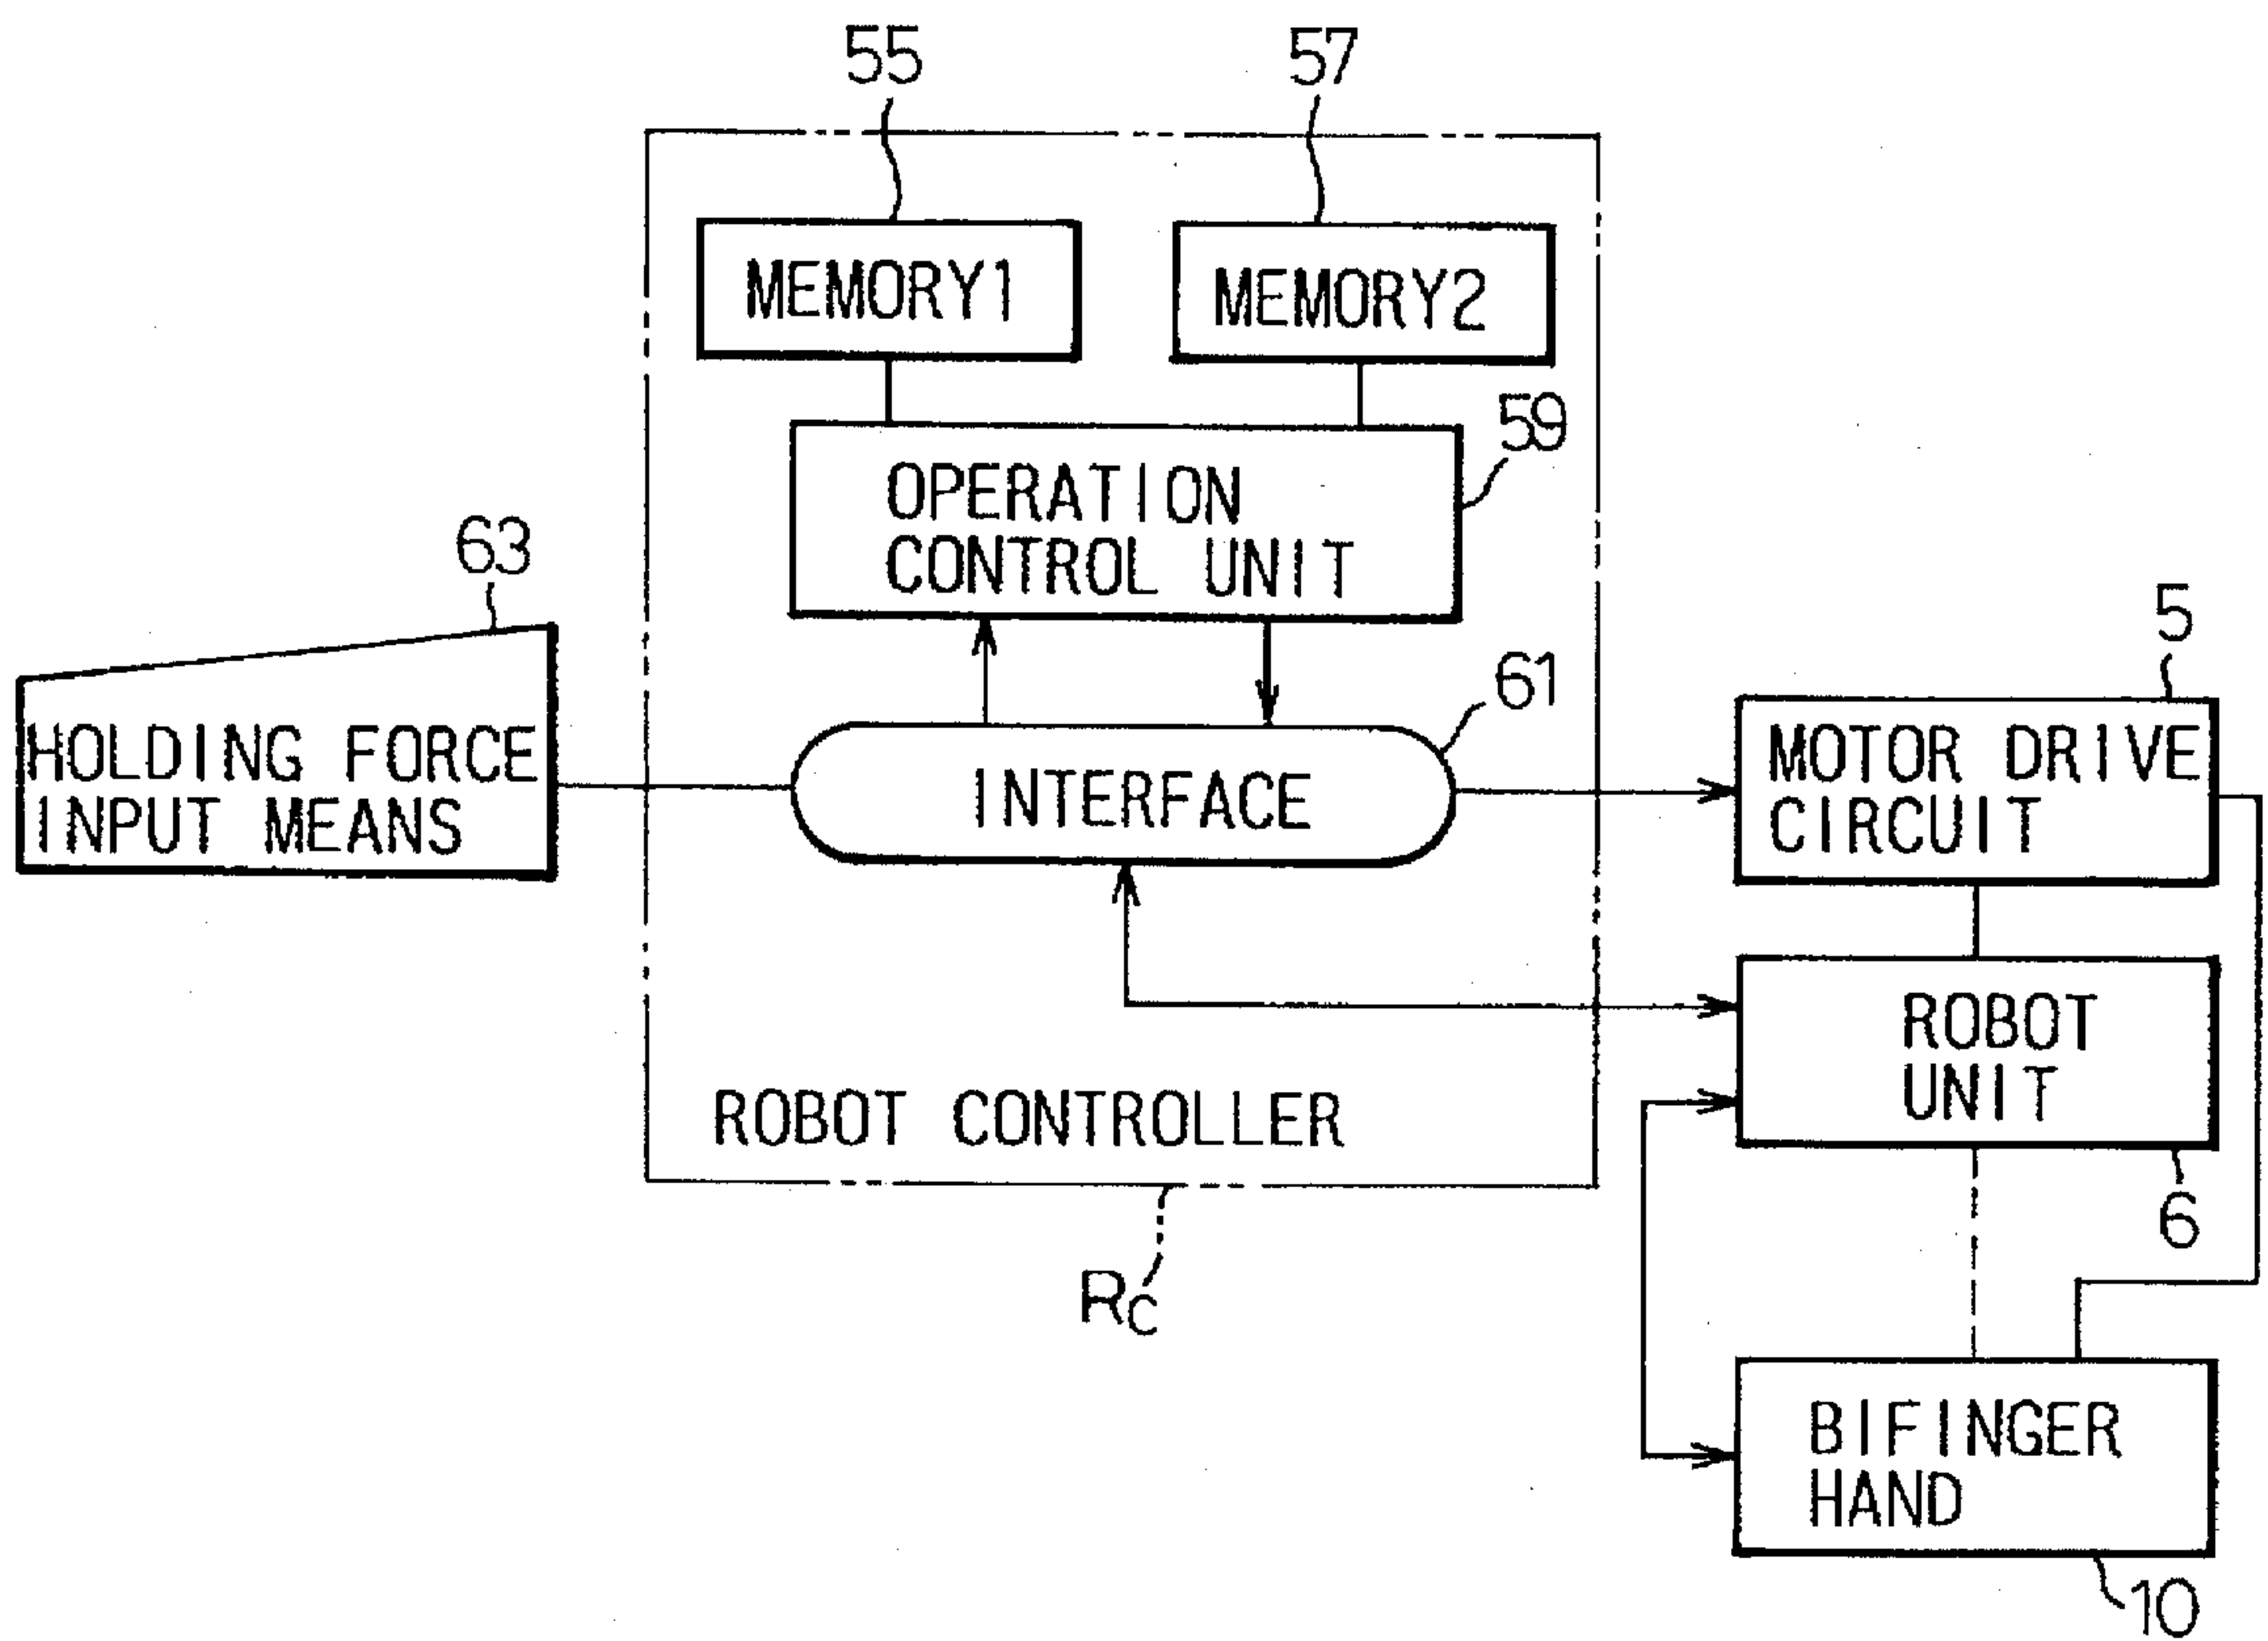 55
57
MEMORY1
MEMORY2
59
OPERATION
CONTROL UNIT
63
HOLDING FORCE
INPUT MEANS
61
INTERFACE
5
MOTOR DRIVE
CIRCUIT
ROBOT
UNIT
6
ROBOT CONTROLLER
RC
BIFINGER
HAND
10